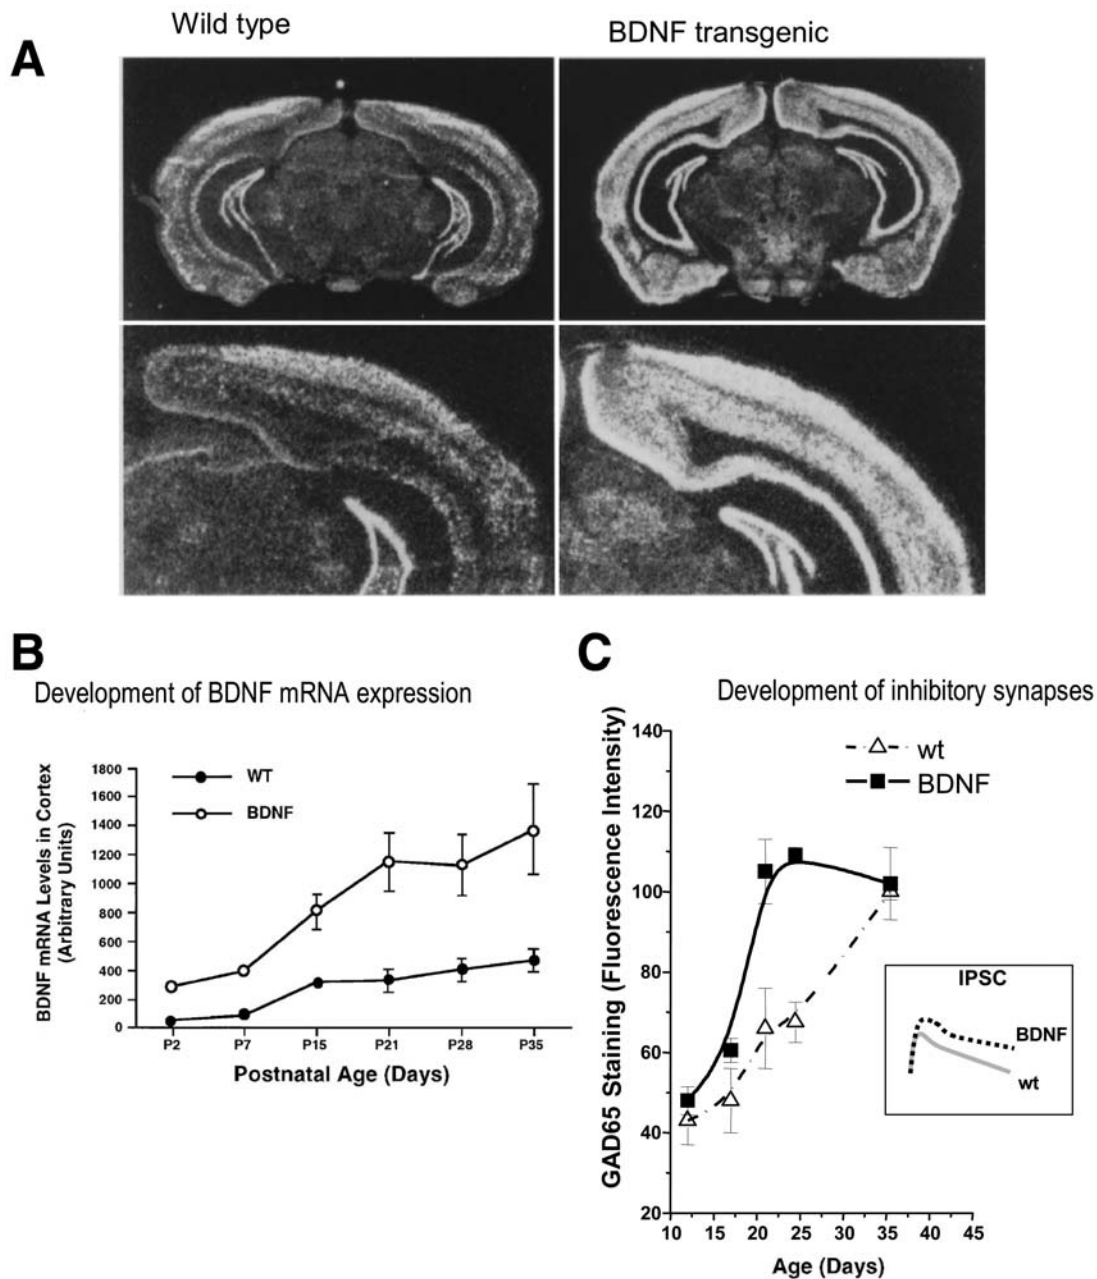 Wild type
BDNF transgenic
A
B
Development of BDNF mRNA expression
BDNF mRNA Levels in Cortex
(Arbitrary Units)
1800
1600
1400
1200
1000
800
600
400
200
0
WT
BDNF
P2 P7 P15 P21 P28 P35
Postnatal Age (Days)
C
Development of inhibitory synapses
GAD65 Staining (Fluorescence Intensity)
140
120
100
80
60
40
20
wt
BDNF
IPSC
BDNF
wt
10 15 20 25 30 35 40 45
Age (Days)